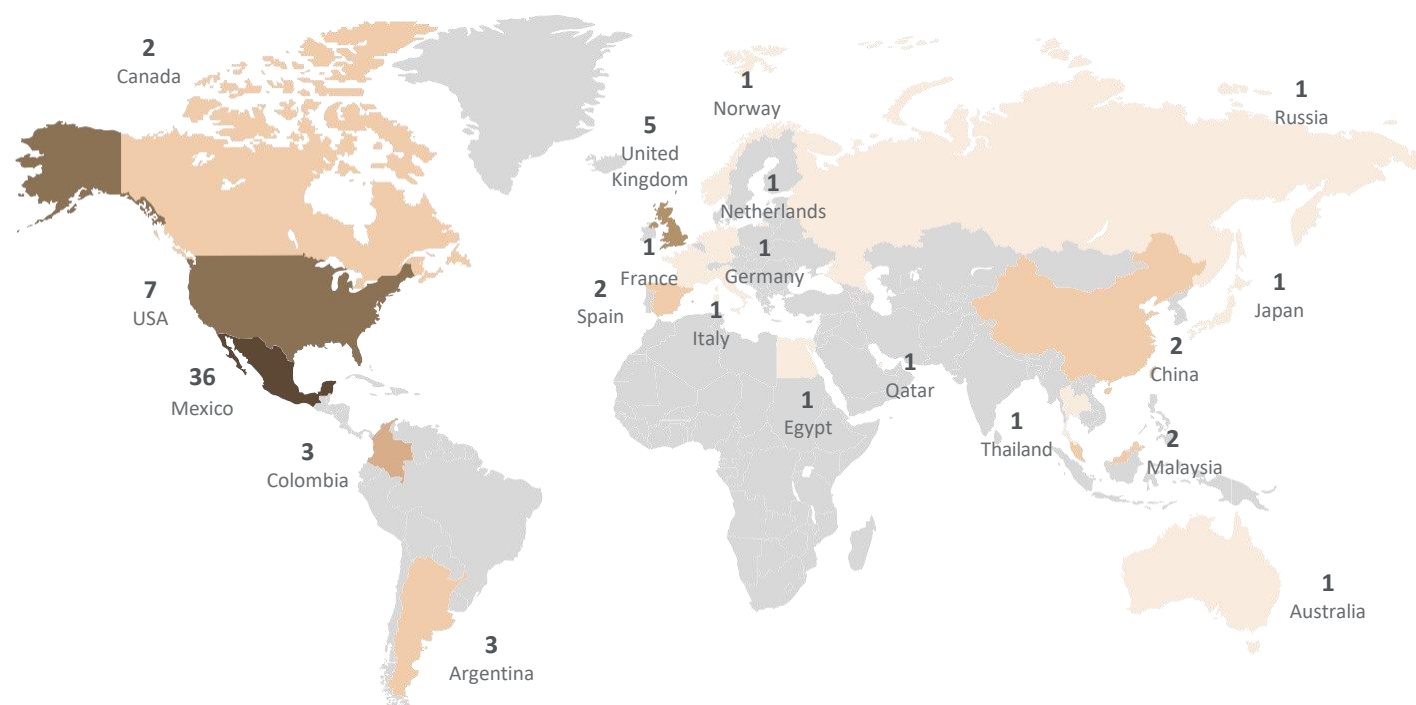 2
Canada
1
Norway
1
Russia
5
United
Kingdom
1
Netherlands
1
France
1
Germany
7
USA
2
Spain
1
Italy
1
Japan
36
Mexico
1
Qatar
2
China
1
Egypt
3
Colombia
1
Thailand
2
Malaysia
1
Australia
3
Argentina